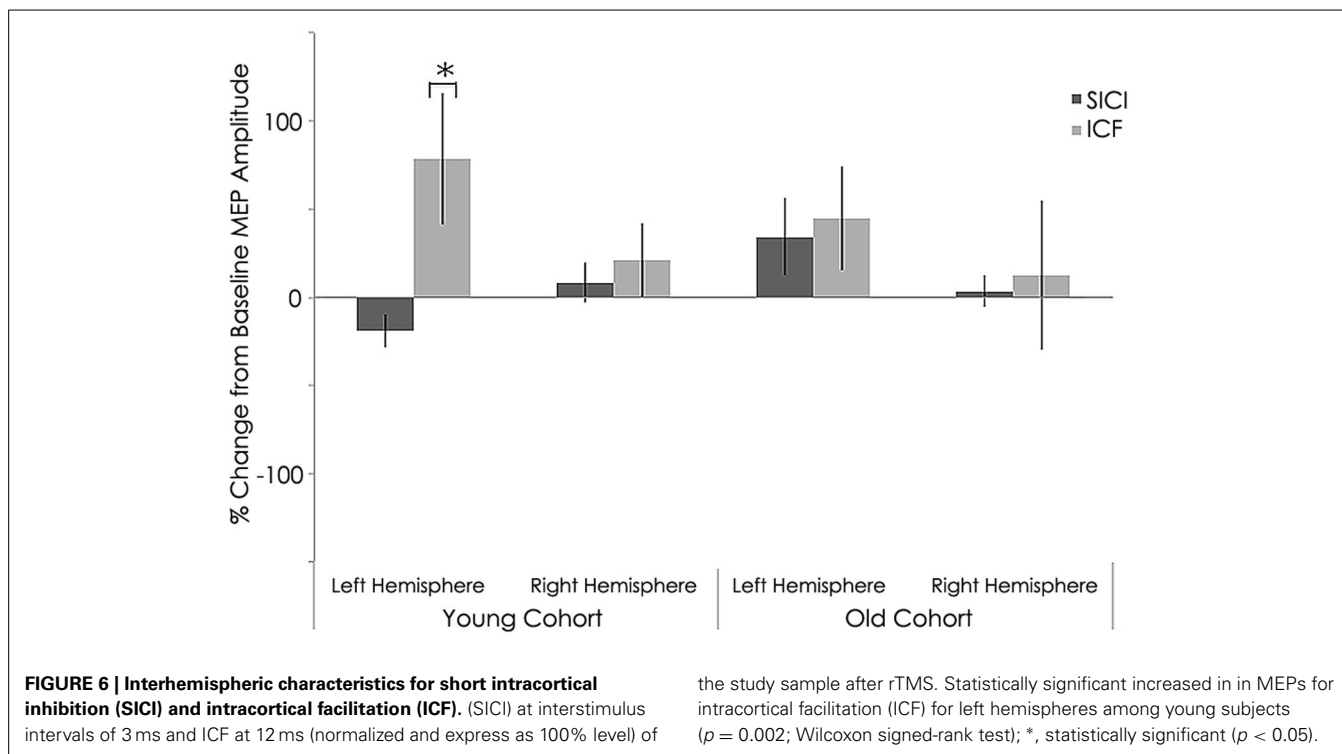 % Change from Baseline MEP Amplitude
100
0
-100
*
SICI
ICF
Left Hemisphere
Right Hemisphere
Left Hemisphere
Right Hemisphere
Young Cohort
Old Cohort
FIGURE 6 | Interhemispheric characteristics for short intracortical
inhibition (SICI) and intracortical facilitation (ICF). (SICI) at interstimulus
intervals of 3 ms and ICF at 12 ms (normalized and express as 100% level) of
the study sample after rTMS. Statistically significant increased in in MEPs for
intracortical facilitation (ICF) for left hemispheres among young subjects
(p = 0.002; Wilcoxon signed-rank test); *, statistically significant (p < 0.05).